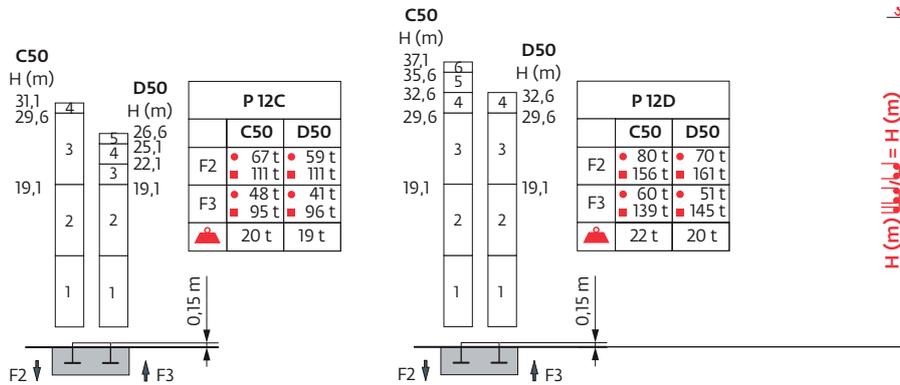 C50
H (m)
31,1
29,6
19,1
4
3
2
1
D50
H (m)
26,6
25,1
22,1
19,1
5
4
3
2
1
P 12C
C50 D50
F2 67 t 59 t
111 t 111 t
F3 48 t 41 t
95 t 96 t
20 t 19 t
0,15 m
F2 F3
C50
H (m)
37,1
35,6
32,6
29,6
19,1
6
5
4
3
2
1
D50
H (m)
32,6
29,6
19,1
4
3
2
1
P 12D
C50 D50
F2 80 t 70 t
156 t 161 t
F3 60 t 51 t
139 t 145 t
22 t 20 t
0,15 m
F2 F3
H (m)
= H (m)